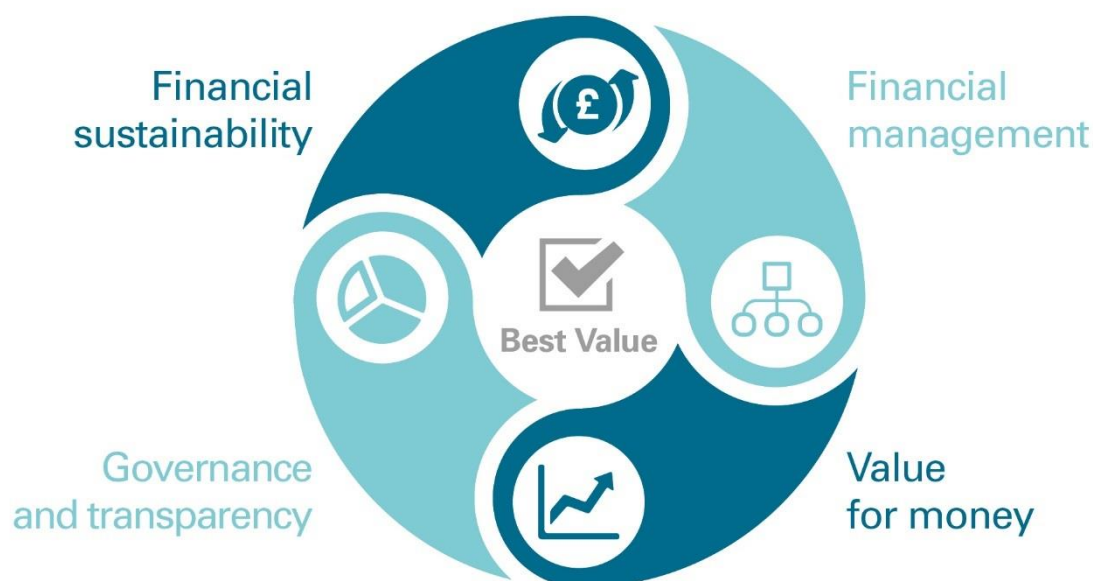 Financial
sustainability
Financial
management
£
Best Value
Governance
and transparency
Value
for money